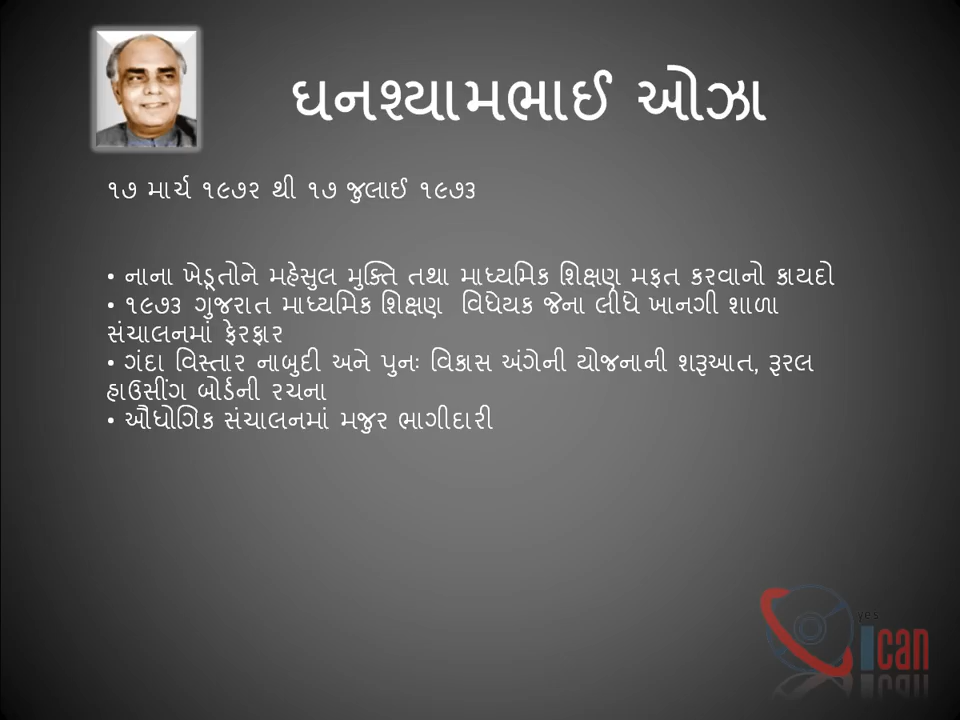 ઘનશ્યામભાઈ ઓઝા
૧૭ માર્ચ ૧૯૭૨ થી ૧૭ જુલાઈ ૧૯૭૩
• નાના ખેડૂતોને મહેસુલ મુક્તિ તથા માધ્યમિક શિક્ષણ મફત કરવાનો કાયદો
• ૧૯૭૩ ગુજરાત માધ્યમિક શિક્ષણ વિધેયક જેના લીધે ખાનગી શાળા
સંચાલનમાં ફેરફાર
• ગંદા વિસ્તાર નાબુદી અને પુનઃ વિકાસ અંગેની યોજનાની શરૂઆત, રૂરલ
હાઉસીંગ બોર્ડની રચના
• ઔધોગિક સંચાલનમાં મજુર ભાગીદારી
yes
Ican